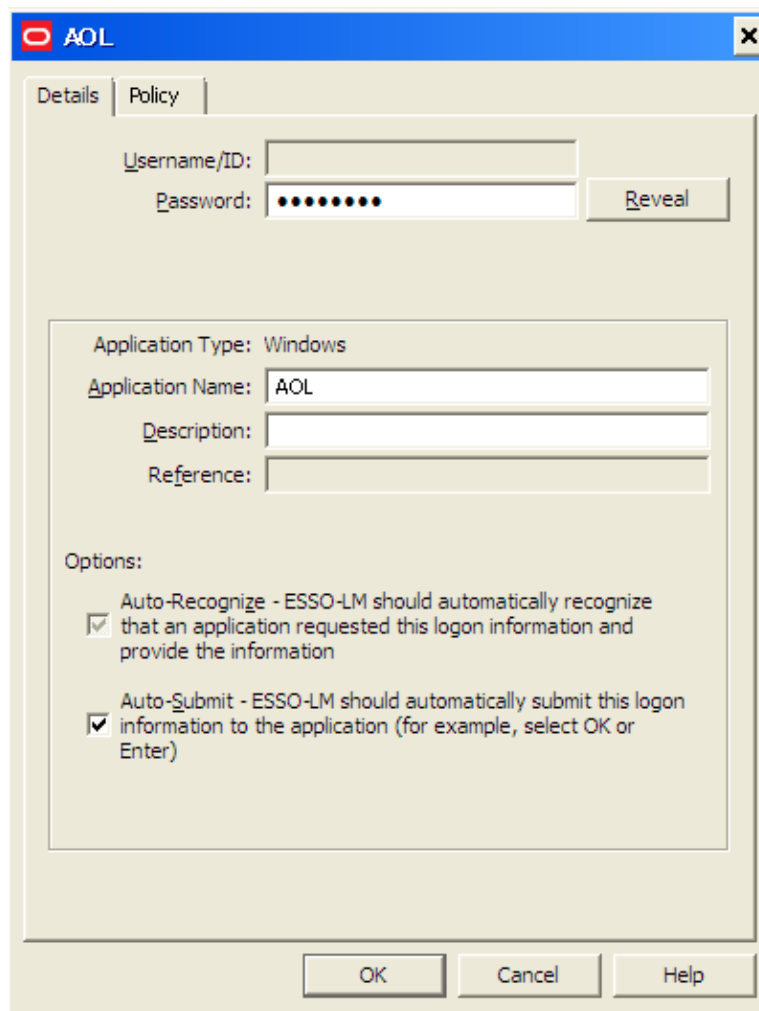 AOL
Details Policy
Username/ID:
Password: ●●●●●●●● Reveal
Application Type: Windows
Application Name: AOL
Description:
Reference:
Options:
Auto-Recognize - ESSO-LM should automatically recognize
that an application requested this logon information and
provide the information
Auto-Submit - ESSO-LM should automatically submit this logon
information to the application (for example, select OK or
Enter)
OK Cancel Help